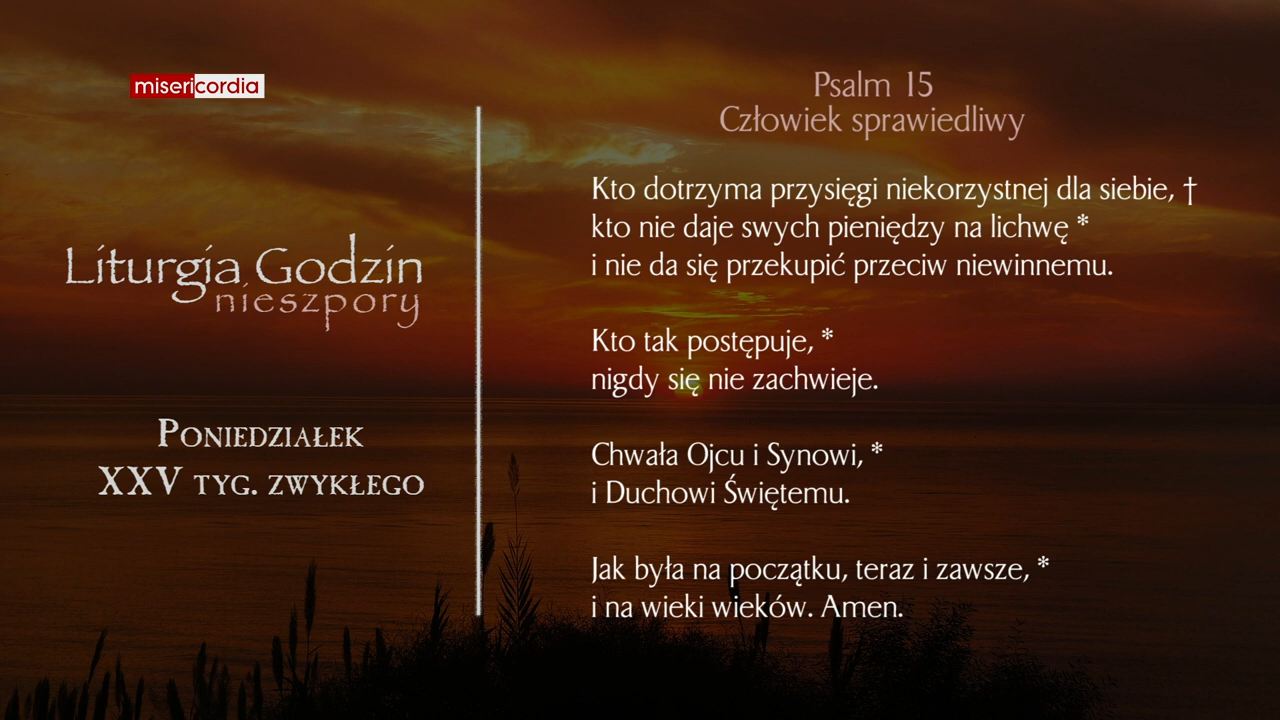 misericordia
Liturgia Godzin
nieszpory
Poniedziałek
XXV tyg. zwykłego
Psalm 15
Człowiek sprawiedliwy
Kto dotrzyma przysięgi niekorzystnej dla siebie, †
kto nie daje swych pieniędzy na lichwę *
i nie da się przekupić przeciw niewinnemu.
Kto tak postępuje, *
nigdy się nie zachwieje.
Chwała Ojcu i Synowi, *
i Duchowi Świętemu.
Jak była na początku, teraz i zawsze, *
i na wieki wieków. Amen.